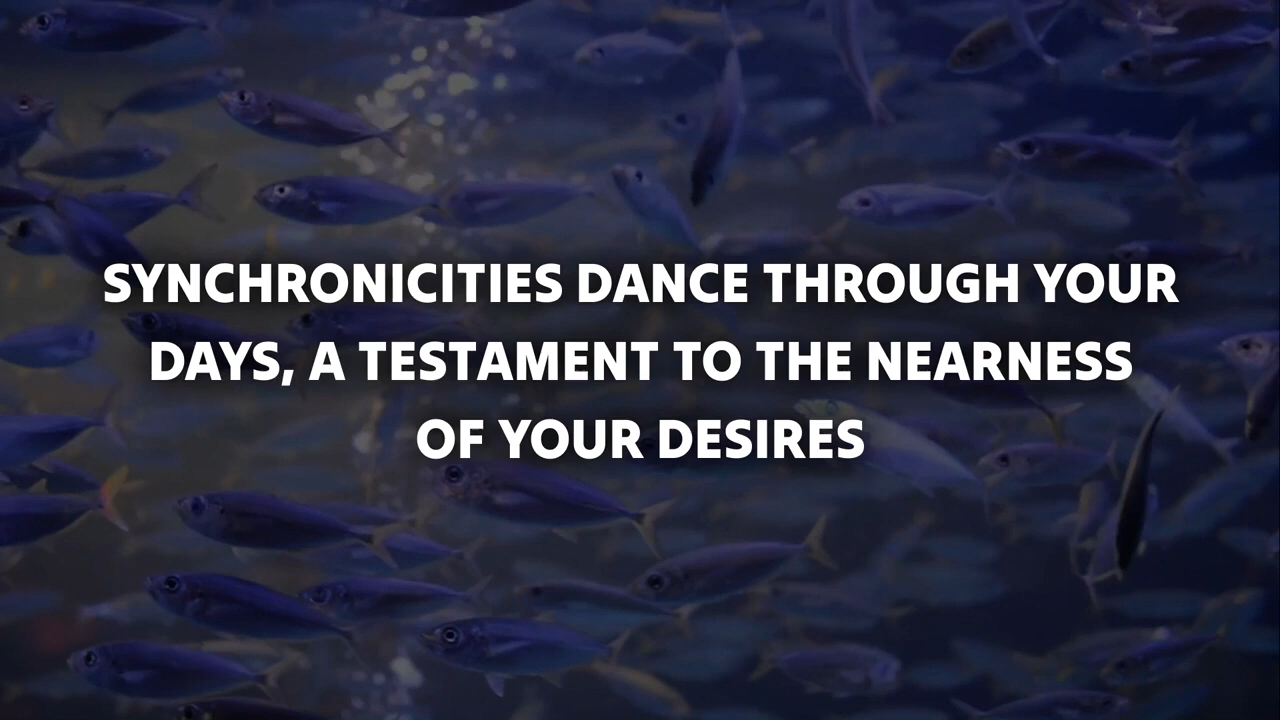 SYNCHRONICITIES DANCE THROUGH YOUR
DAYS, A TESTAMENT TO THE NEARNESS
OF YOUR DESIRES